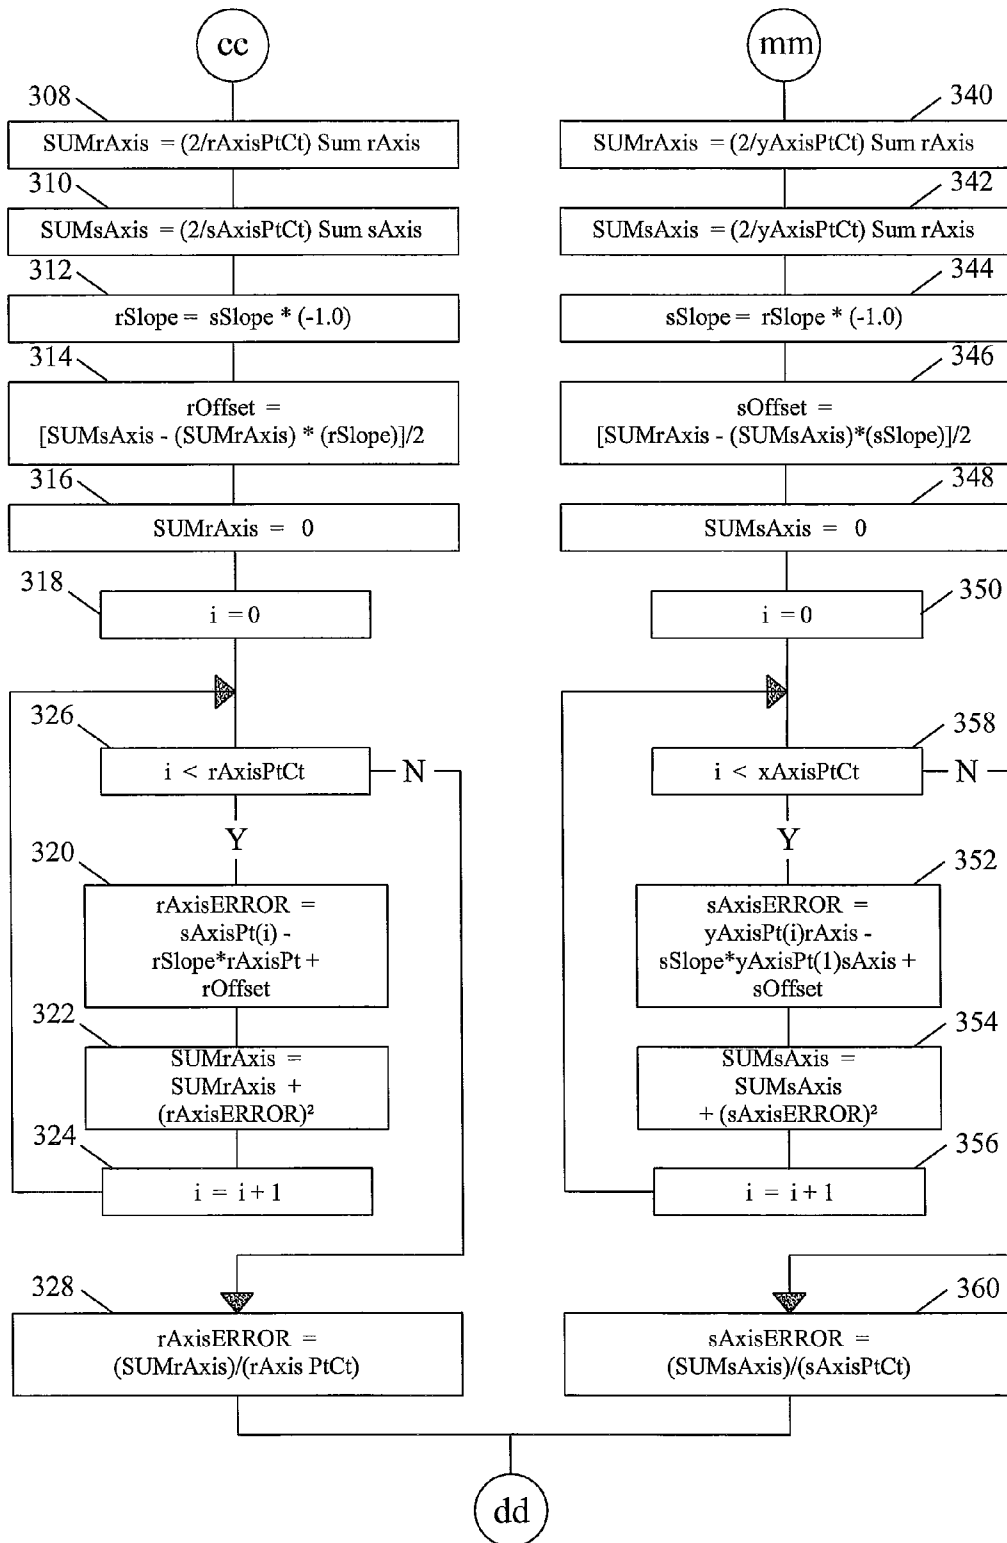 cc
308
SUMrAxis = (2/rAxisPtCt) Sum rAxis
310
SUMsAxis = (2/sAxisPtCt) Sum sAxis
312
rSlope = sSlope * (-1.0)
314
rOffset =
[SUMsAxis - (SUMrAxis) * (rSlope)]/2
316
SUMrAxis = 0
318
i = 0
326
i < rAxisPtCt
N
Y
320
rAxisERROR =
sAxisPt(i) -
rSlope*rAxisPt +
rOffset
322
SUMrAxis =
SUMrAxis +
(rAxisERROR)²
324
i = i + 1
328
rAxisERROR =
(SUMrAxis)/(rAxis PtCt)
mm
340
SUMrAxis = (2/yAxisPtCt) Sum rAxis
342
SUMsAxis = (2/yAxisPtCt) Sum rAxis
344
sSlope = rSlope * (-1.0)
346
sOffset =
[SUMrAxis - (SUMsAxis)*(sSlope)]/2
348
SUMsAxis = 0
350
i = 0
358
i < xAxisPtCt
N
Y
352
sAxisERROR =
yAxisPt(i)rAxis -
sSlope*yAxisPt(1)sAxis +
sOffset
354
SUMsAxis =
SUMsAxis
+ (sAxisERROR)²
356
i = i + 1
360
sAxisERROR =
(SUMsAxis)/(sAxisPtCt)
dd